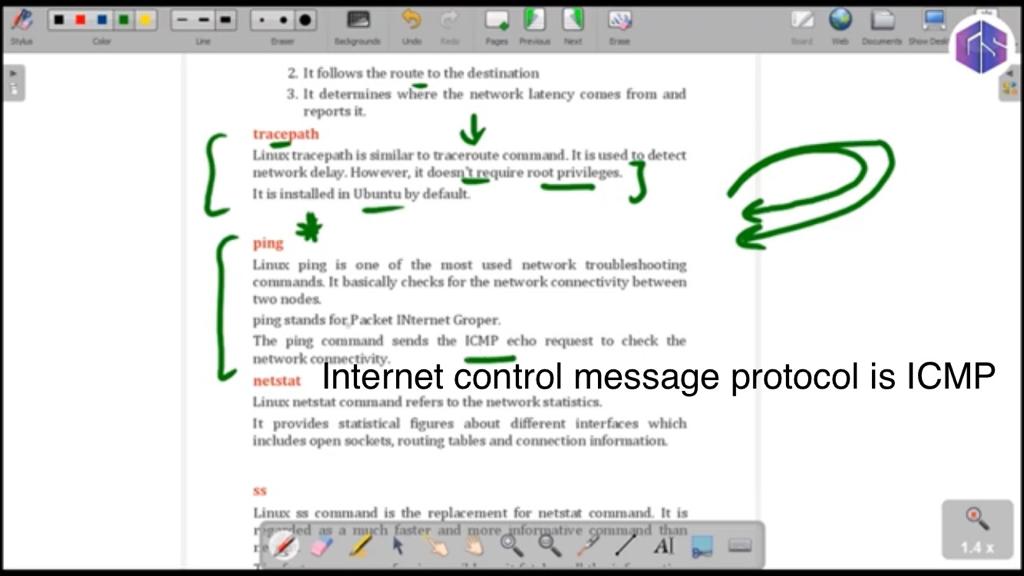 Stylus
Color
Line
Eraser
Backgrounds
Undo
Redo
Pages
Previous
Next
Erase
Board
Web
Documents
Show Desk
2. It follows the route to the destination
3. It determines where the network latency comes from and
reports it.
tracepath
Linux tracepath is similar to traceroute command. It is used to detect
network delay. However, it doesn't require root privileges.
It is installed in Ubuntu by default.
ping
Linux ping is one of the most used network troubleshooting
commands. It basically checks for the network connectivity between
two nodes.
ping stands for Packet INternet Groper.
The ping command sends the ICMP echo request to check the
network connectivity.
Internet control message protocol is ICMP
netstat
Linux netstat command refers to the network statistics.
It provides statistical figures about different interfaces which
includes open sockets, routing tables and connection information.
ss
Linux ss command is the replacement for netstat command. It is
regarded as a much faster and more informative command than
1.4 x